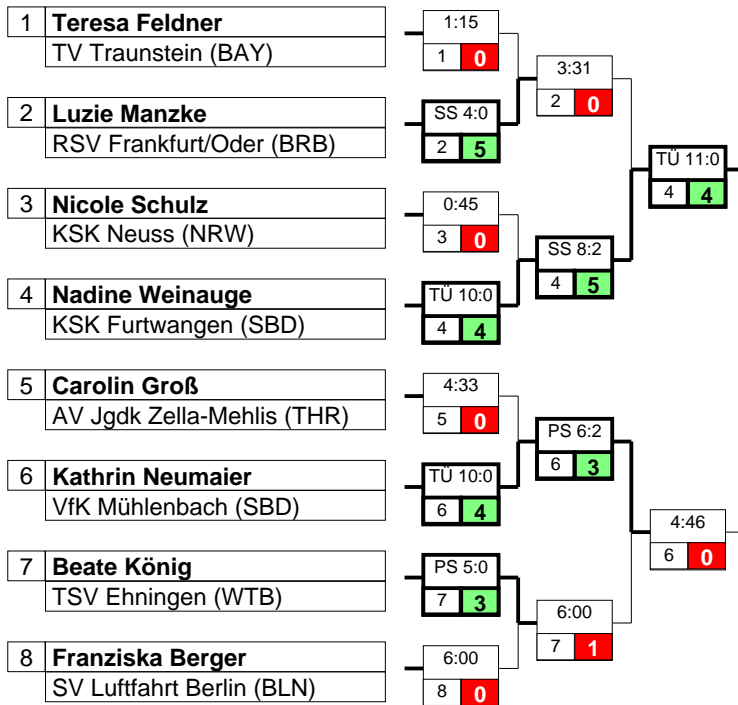 1 Teresa Feldner
TV Traunstein (BAY)
1:15
1 0
3:31
2 0
2 Luzie Manzke
RSV Frankfurt/Oder (BRB)
SS 4:0
2 5
TÜ 11:0
4 4
3 Nicole Schulz
KSK Neuss (NRW)
0:45
3 0
SS 8:2
4 5
4 Nadine Weinauge
KSK Furtwangen (SBD)
TÜ 10:0
4 4
5 Carolin Groß
AV Jgdk Zella-Mehlis (THR)
4:33
5 0
PS 6:2
6 3
6 Kathrin Neumaier
VfK Mühlenbach (SBD)
TÜ 10:0
6 4
4:46
6 0
7 Beate König
TSV Ehningen (WTB)
PS 5:0
7 3
6:00
7 1
8 Franziska Berger
SV Luftfahrt Berlin (BLN)
6:00
8 0